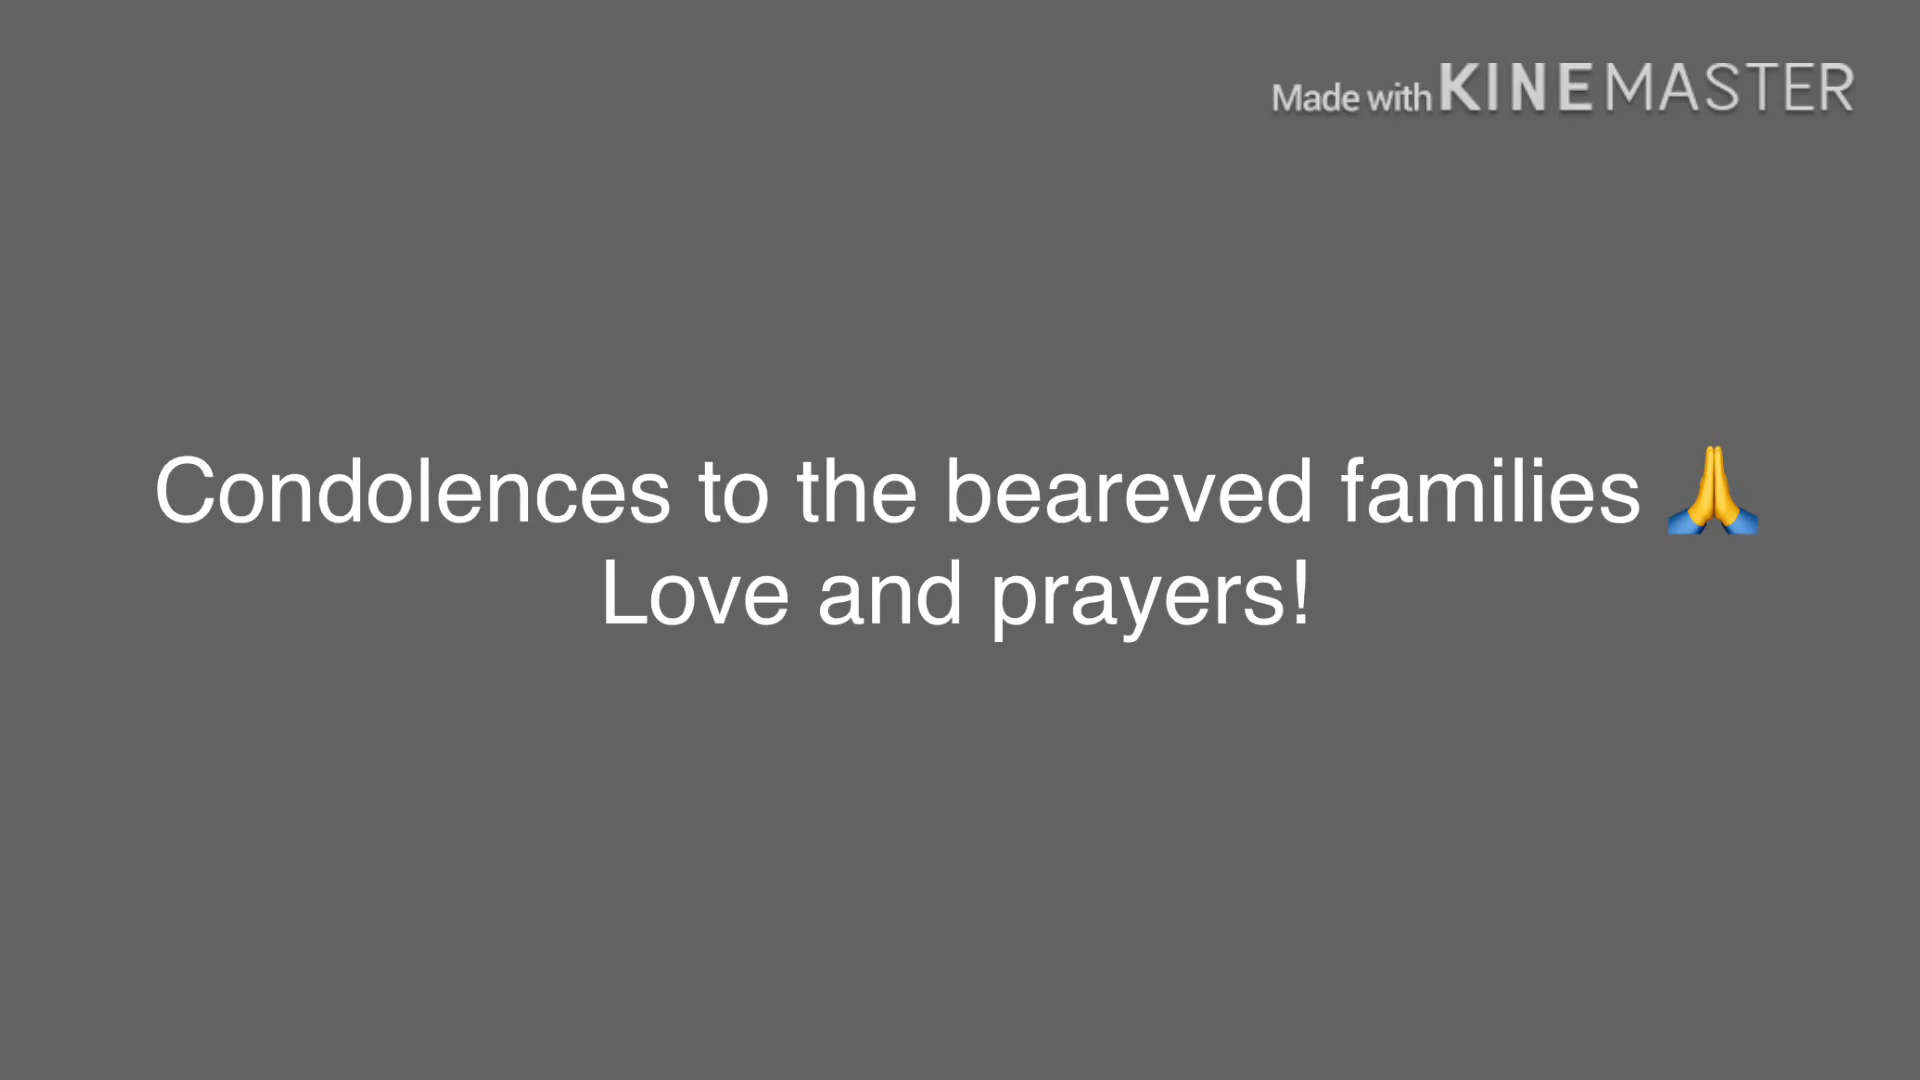 Made with KINEMASTER
Condolences to the beareved families 🙏
Love and prayers!